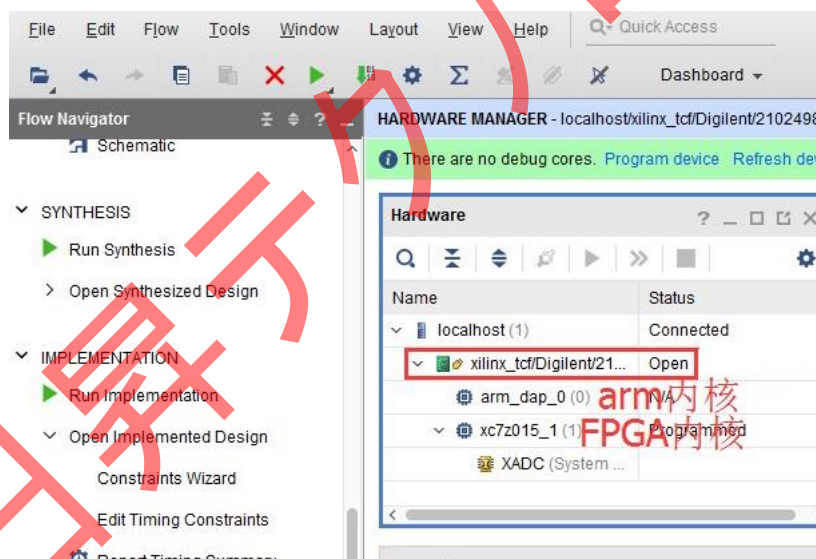 File Edit Flow Tools Window Layout View Help Quick Access
Dashboard
Flow Navigator
Schematic
SYNTHESIS
Run Synthesis
Open Synthesized Design
IMPLEMENTATION
Run Implementation
Open Implemented Design
Constraints Wizard
Edit Timing Constraints
Report Timing Summary
HARDWARE MANAGER - localhost/xilinx_tcf/Digilent/2102498
There are no debug cores. Program device Refresh dev
Hardware
Name Status
localhost (1) Connected
xilinx_tcf/Digilent/21... Open
arm_dap_0 (0) N/A
arm内核
xc7z015_1 (1) Programmed
FPGA内核
XADC (System ...